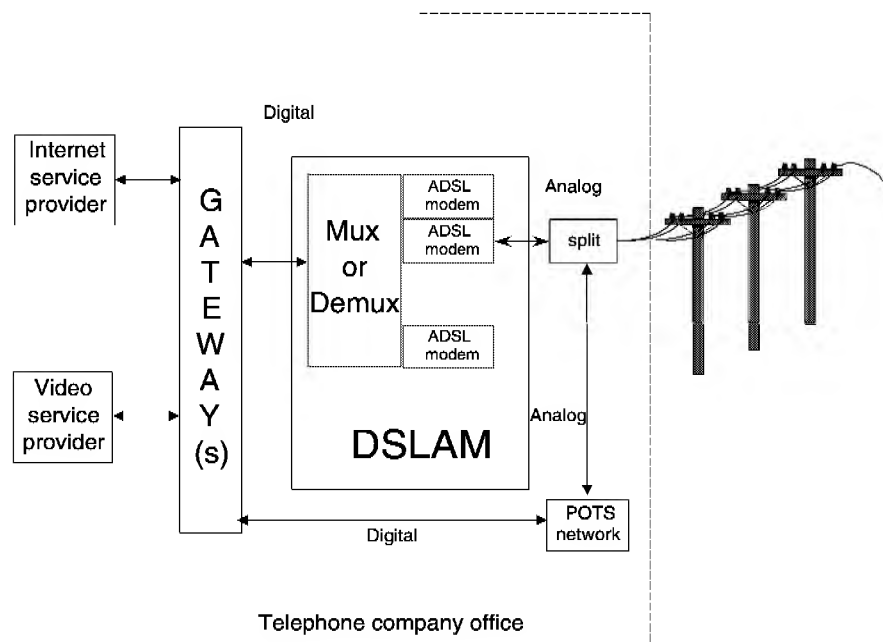 Digital
Internet
service
provider
GATEWAY
(s)
Mux
or
Demux
ADSL
modem
ADSL
modem
ADSL
modem
DSLAM
Analog
split
Analog
Video
service
provider
POTS
network
Digital
Telephone company office